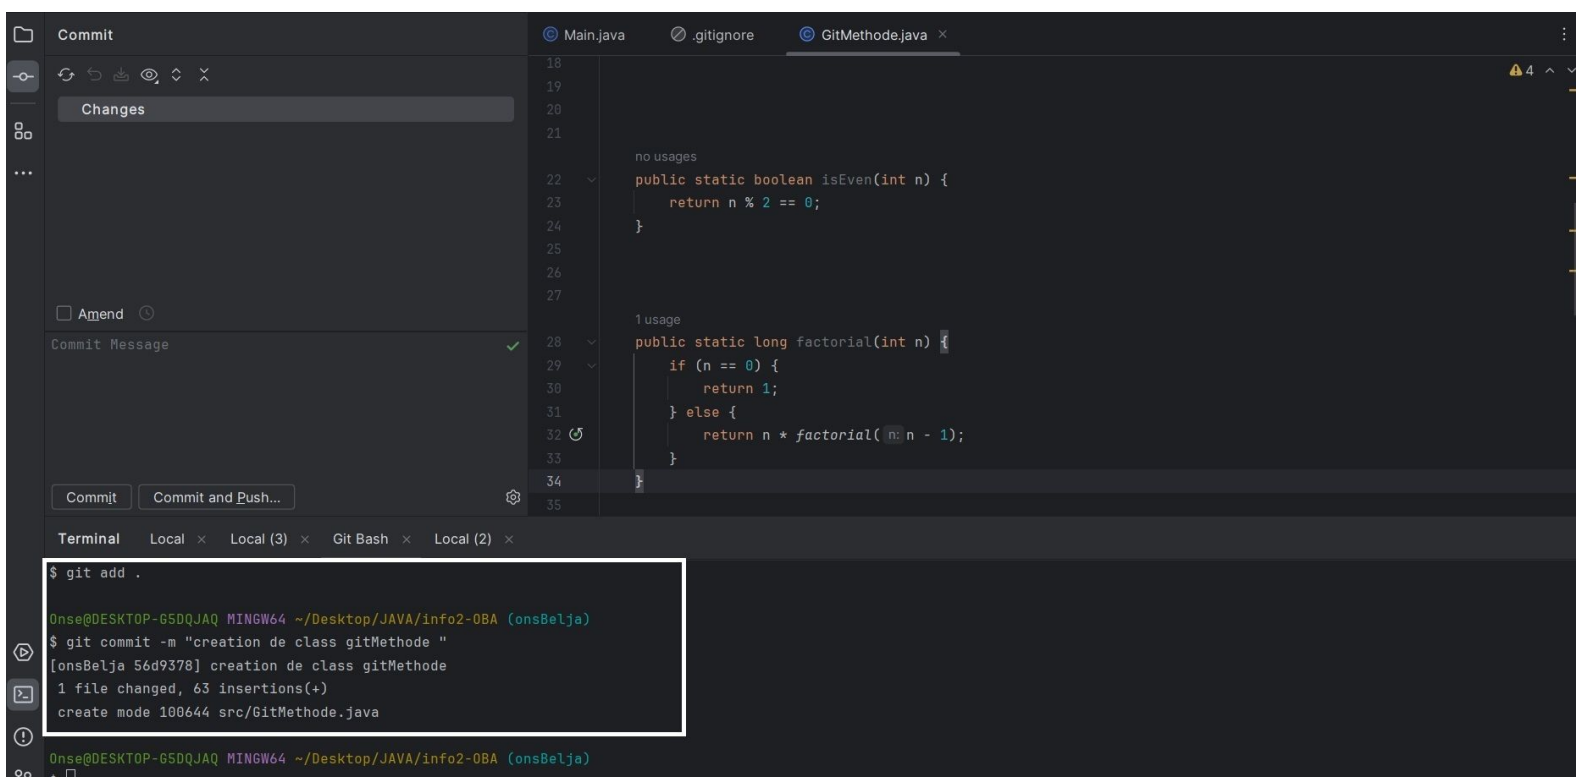 Commit
Changes
Amend
Commit Message
Commit
Commit and Push...
Main.java
.gitignore
GitMethode.java
4
18
19
20
21
no usages
22 public static boolean isEven(int n) {
23 return n % 2 == 0;
24 }
25
26
27
1 usage
28 public static long factorial(int n) {
29 if (n == 0) {
30 return 1;
31 } else {
32 return n * factorial( n: n - 1);
33 }
34 }
35
Terminal Local × Local (3) × Git Bash × Local (2) ×
$ git add .
Onse@DESKTOP-G5DQJAQ MINGW64 ~/Desktop/JAVA/info2-OBA (onsBelja)
$ git commit -m "creation de class gitMethode "
[onsBelja 56d9378] creation de class gitMethode
1 file changed, 63 insertions(+)
create mode 100644 src/GitMethode.java
Onse@DESKTOP-G5DQJAQ MINGW64 ~/Desktop/JAVA/info2-OBA (onsBelja)